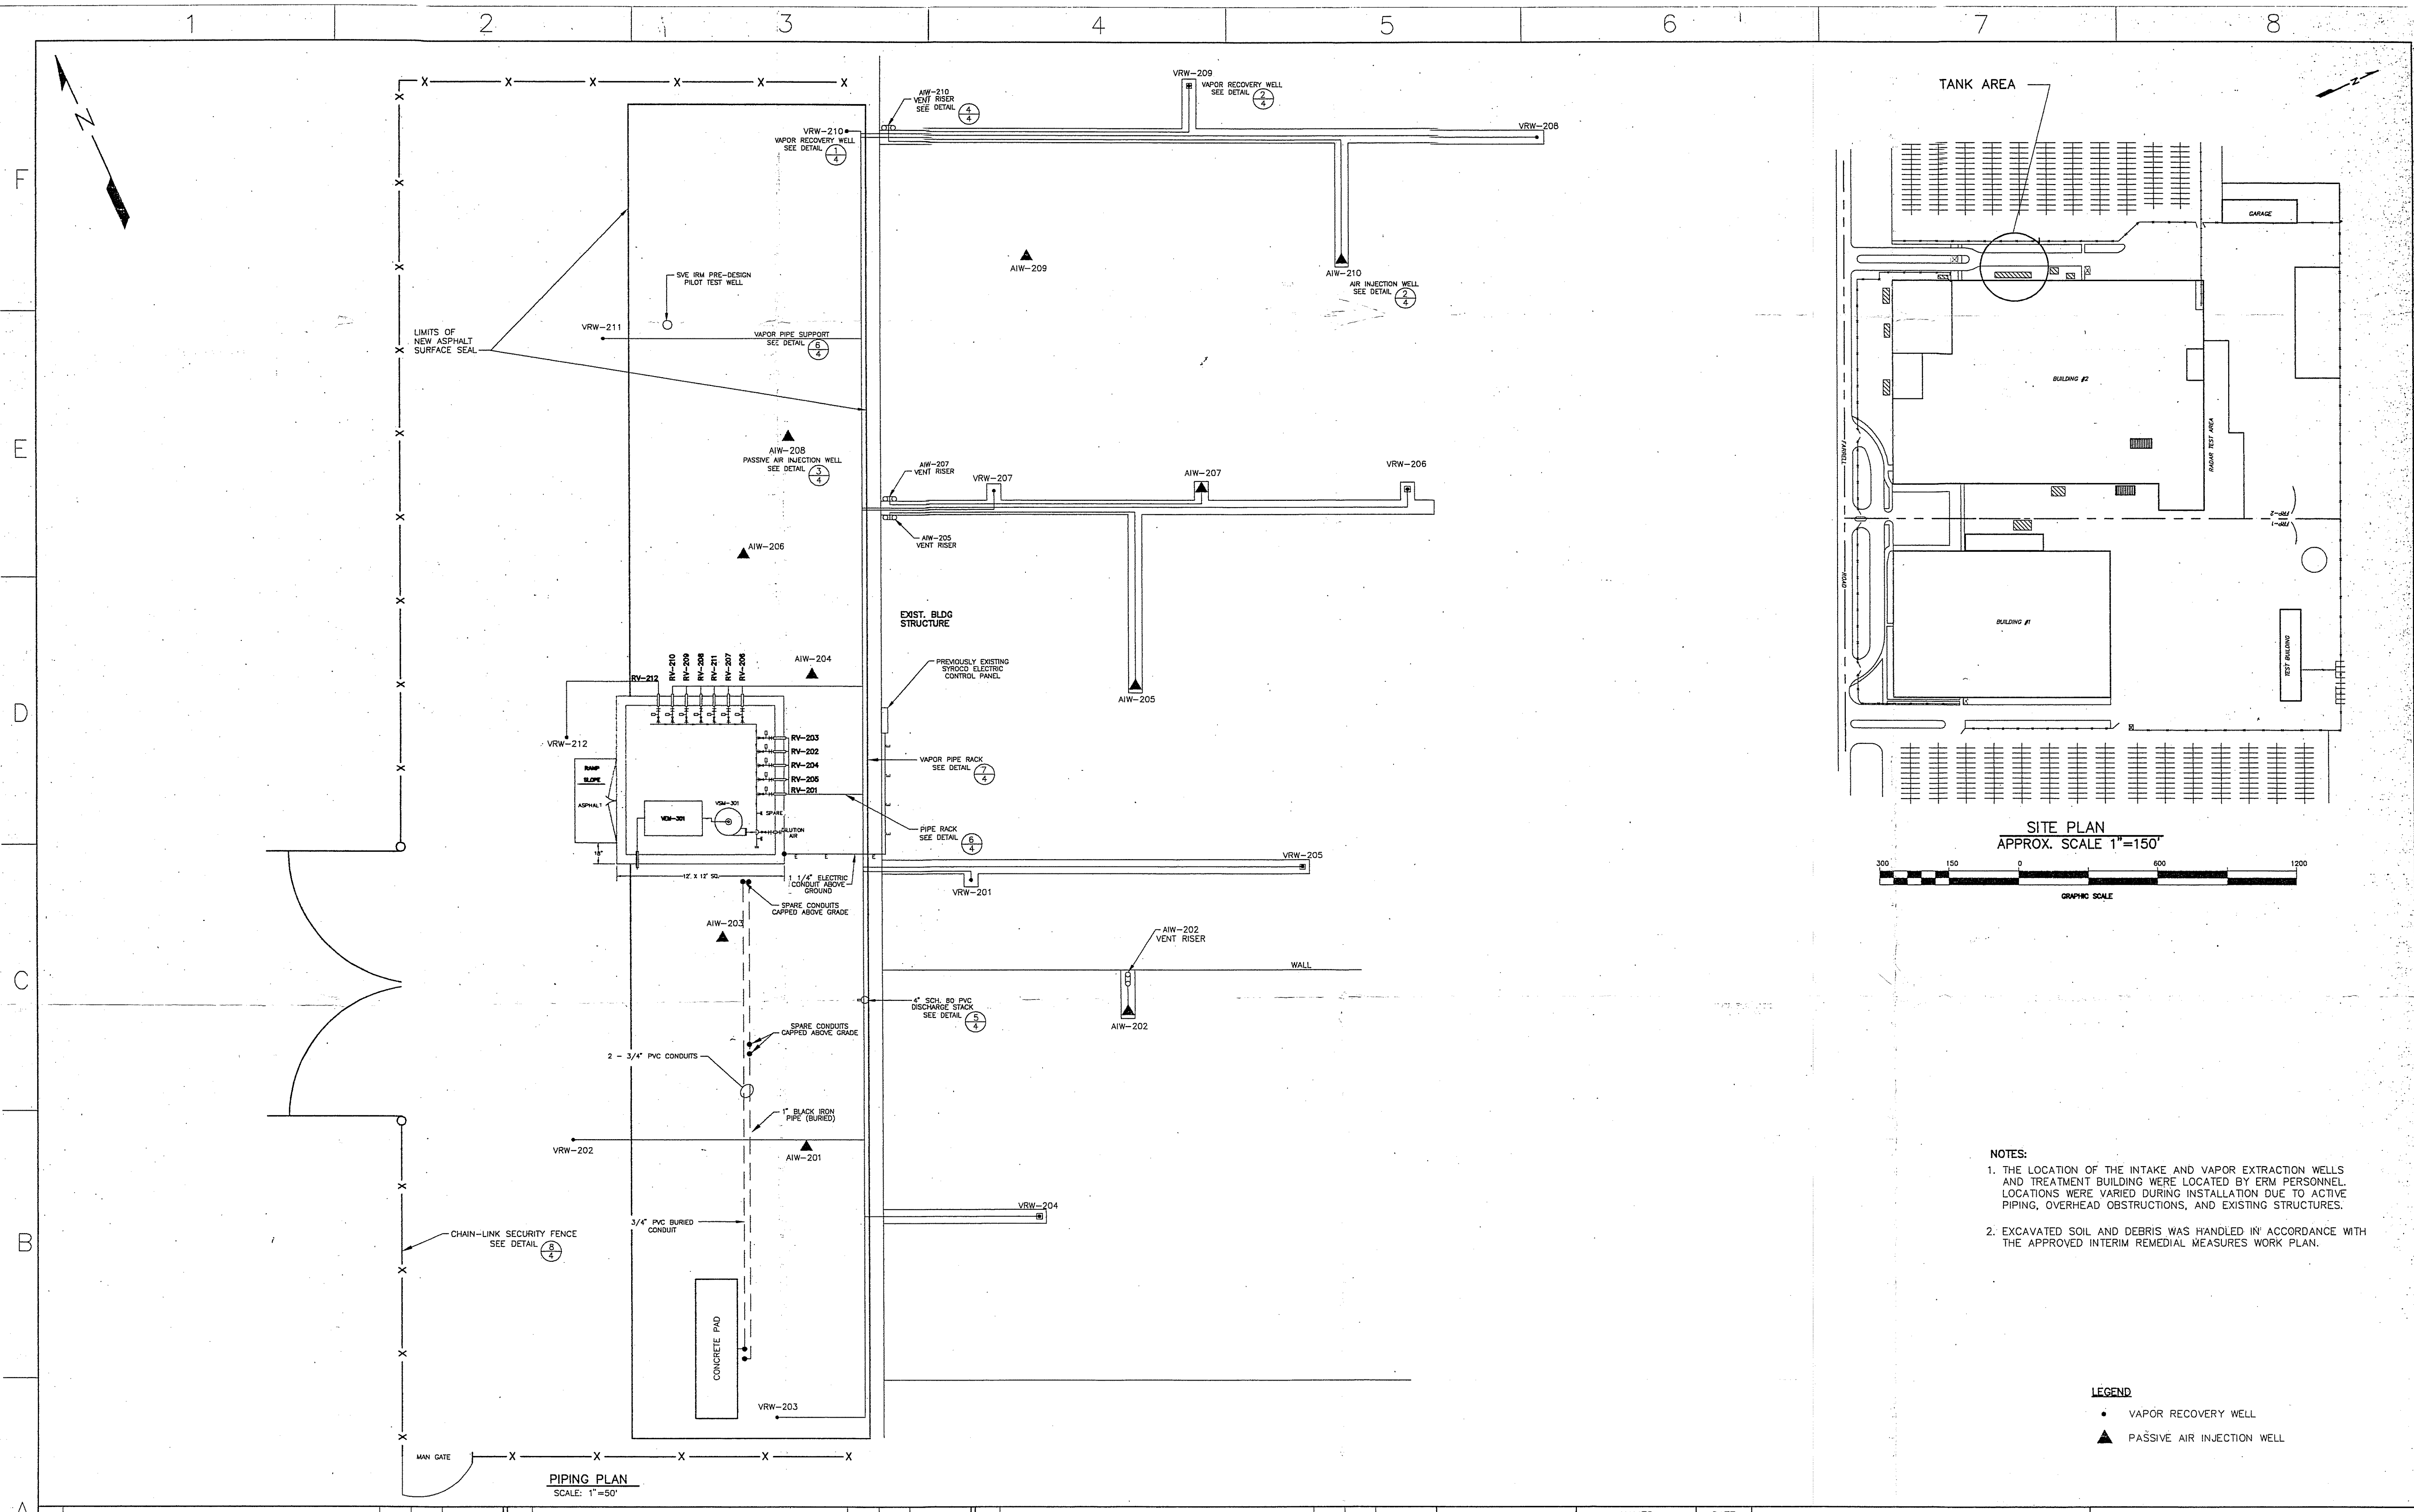 1
2
3
4
5
6
7
8
F
E
D
C
B
A
N
AIW-210
VENT RISER
SEE DETAIL
4
4
VRW-209
VAPOR RECOVERY WELL
SEE DETAIL
2
4
VRW-208
VRW-210
VAPOR RECOVERY WELL
SEE DETAIL
1
4
AIW-209
AIW-210
AIR INJECTION WELL
SEE DETAIL
2
4
SVE IRM PRE-DESIGN
PILOT TEST WELL
LIMITS OF
NEW ASPHALT
SURFACE SEAL
VRW-211
VAPOR PIPE SUPPORT
SEE DETAIL
6
4
AIW-208
PASSIVE AIR INJECTION WELL
SEE DETAIL
3
4
AIW-207
VENT RISER
VRW-207
AIW-207
VRW-206
AIW-205
VENT RISER
AIW-206
EXIST. BLDG
STRUCTURE
AIW-204
PREVIOUSLY EXISTING
SYROCO ELECTRIC
CONTROL PANEL
AIW-205
RV-212
RV-210
RV-209
RV-208
RV-211
RV-207
RV-206
VRW-212
RV-203
RV-202
RV-204
RV-205
RV-201
RAMP
SLOPE
ASPHALT
VEM-301
VSM-301
SPARE
DILUTION
AIR
18"
12' X 12' SQ.
VAPOR PIPE RACK
SEE DETAIL
7
4
PIPE RACK
SEE DETAIL
6
4
E
E
E
1 1/4" ELECTRIC
CONDUIT ABOVE
GROUND
VRW-205
VRW-201
SPARE CONDUITS
CAPPED ABOVE GRADE
AIW-203
AIW-202
VENT RISER
WALL
AIW-202
4" SCH. 80 PVC
DISCHARGE STACK
SEE DETAIL
5
4
SPARE CONDUITS
CAPPED ABOVE GRADE
2 - 3/4" PVC CONDUITS
1" BLACK IRON
PIPE (BURIED)
VRW-202
AIW-201
VRW-204
3/4" PVC BURIED
CONDUIT
CHAIN-LINK SECURITY FENCE
SEE DETAIL
8
4
CONCRETE PAD
VRW-203
MAN GATE
PIPING PLAN
SCALE: 1"=50'
TANK AREA
N
GARAGE
BUILDING #2
RADAR TEST AREA
FARRELL
ROAD
FRP-2
FRP-1
BUILDING #1
TEST BUILDING
SITE PLAN
APPROX. SCALE 1"=150'
300
150
0
600
1200
GRAPHIC SCALE
NOTES:
1. THE LOCATION OF THE INTAKE AND VAPOR EXTRACTION WELLS
AND TREATMENT BUILDING WERE LOCATED BY ERM PERSONNEL.
LOCATIONS WERE VARIED DURING INSTALLATION DUE TO ACTIVE
PIPING, OVERHEAD OBSTRUCTIONS, AND EXISTING STRUCTURES.
2. EXCAVATED SOIL AND DEBRIS WAS HANDLED IN ACCORDANCE WITH
THE APPROVED INTERIM REMEDIAL MEASURES WORK PLAN.
LEGEND
VAPOR RECOVERY WELL
PASSIVE AIR INJECTION WELL